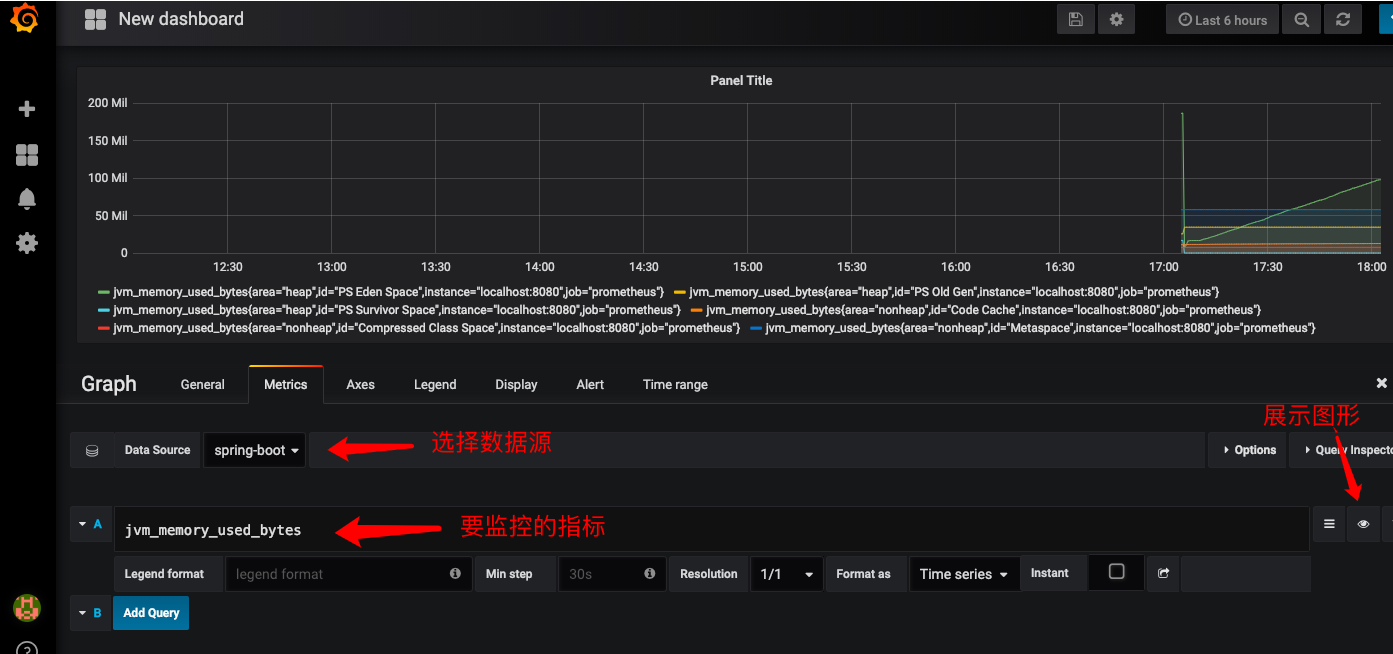 New dashboard
Last 6 hours
Panel Title
200 Mil
150 Mil
100 Mil
50 Mil
0
12:30 13:00 13:30 14:00 14:30 15:00 15:30 16:00 16:30 17:00 17:30 18:00
jvm_memory_used_bytes{area="heap",id="PS Eden Space",instance="localhost:8080",job="prometheus"} jvm_memory_used_bytes{area="heap",id="PS Old Gen",instance="localhost:8080",job="prometheus"}
jvm_memory_used_bytes{area="heap",id="PS Survivor Space",instance="localhost:8080",job="prometheus"} jvm_memory_used_bytes{area="nonheap",id="Code Cache",instance="localhost:8080",job="prometheus"}
jvm_memory_used_bytes{area="nonheap",id="Compressed Class Space",instance="localhost:8080",job="prometheus"} jvm_memory_used_bytes{area="nonheap",id="Metaspace",instance="localhost:8080",job="prometheus"}
Graph General Metrics Axes Legend Display Alert Time range
展示图形
Data Source spring-boot 选择数据源 Options Query Inspecto
A jvm_memory_used_bytes 要监控的指标
Legend format legend format Min step 30s Resolution 1/1 Format as Time series Instant
B Add Query